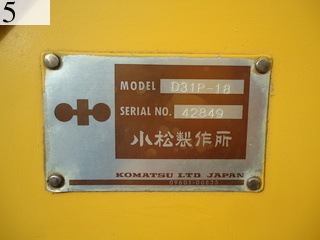 5
MODEL D31P-18
SERIAL NO. 42849
小松製作所
KOMATSU LTD JAPAN